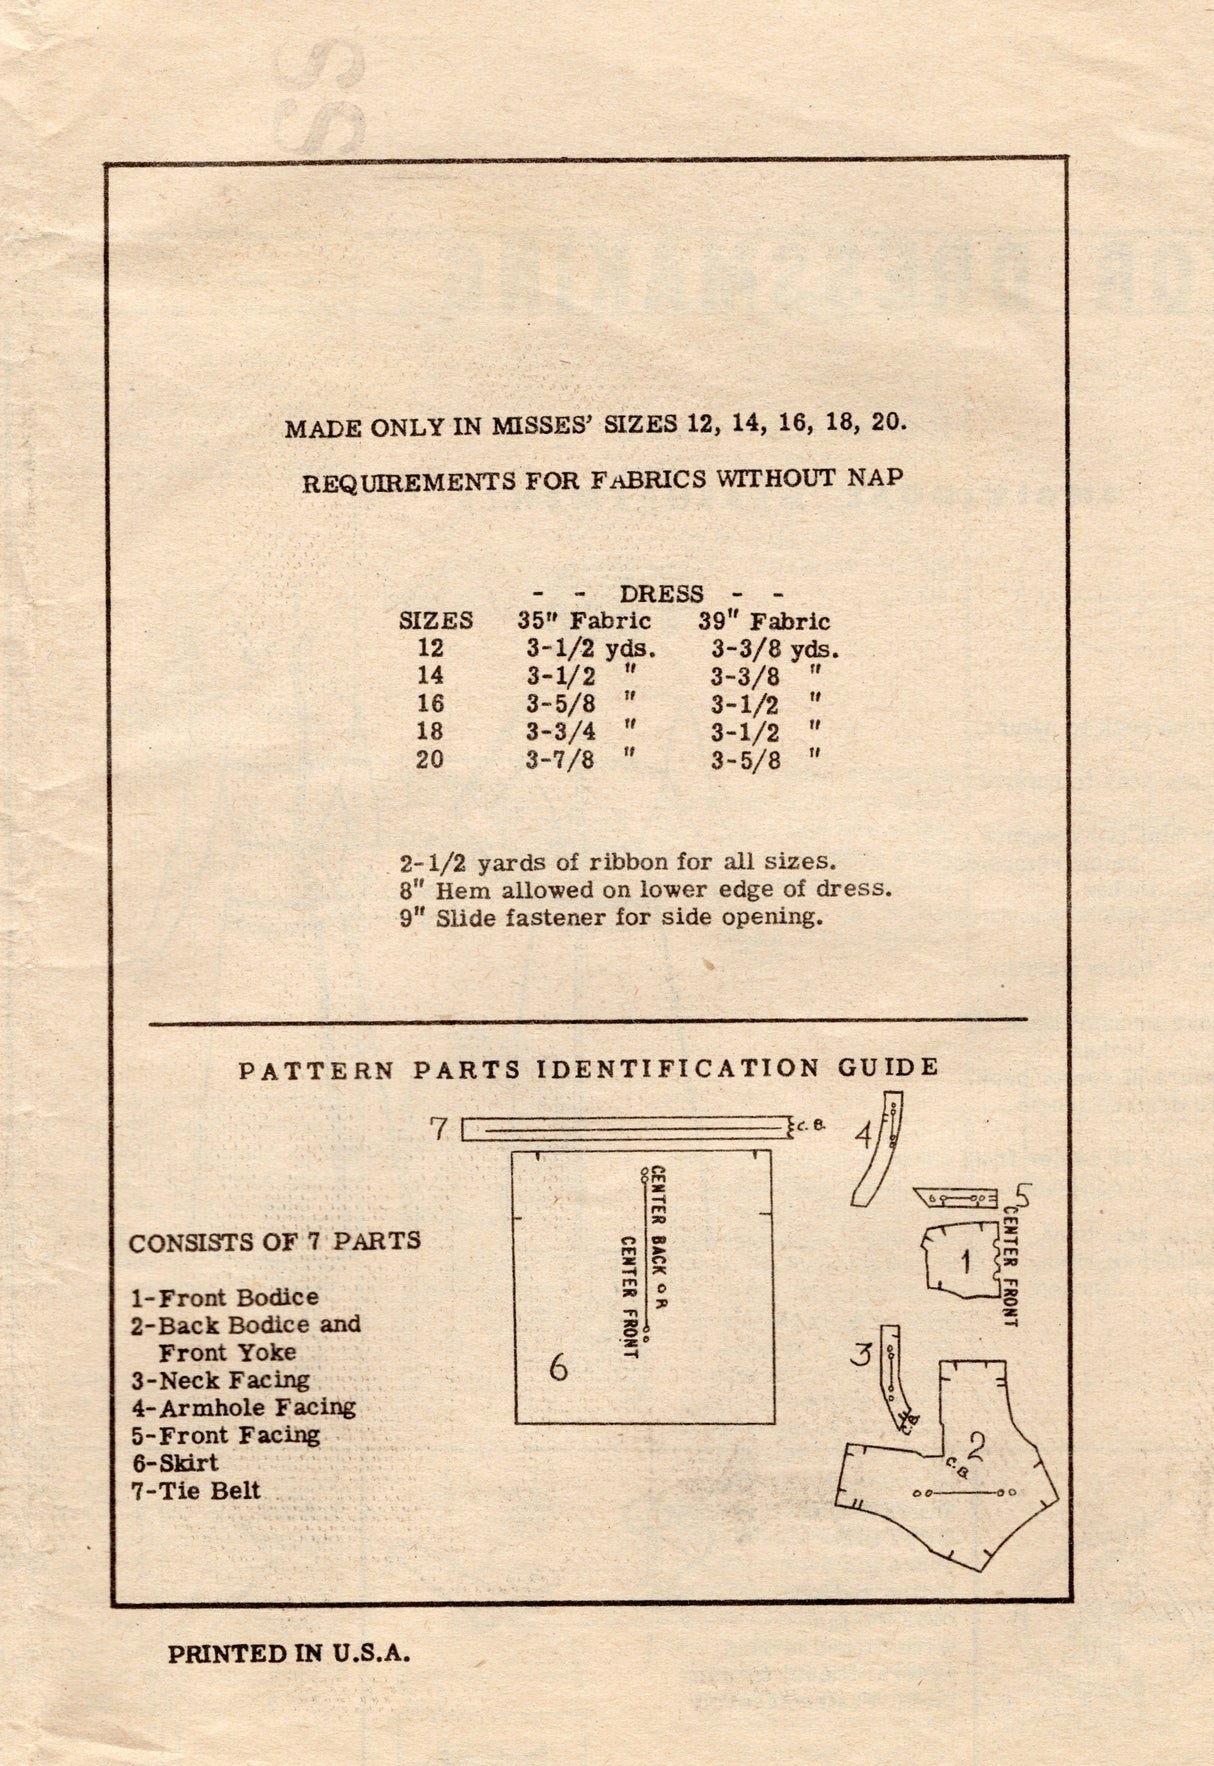 MADE ONLY IN MISSES' SIZES 12, 14, 16, 18, 20.
REQUIREMENTS FOR FABRICS WITHOUT NAP
- - DRESS - -
SIZES 35" Fabric 39" Fabric
12 3-1/2 yds. 3-3/8 yds.
14 3-1/2 " 3-3/8 "
16 3-5/8 " 3-1/2 "
18 3-3/4 " 3-1/2 "
20 3-7/8 " 3-5/8 "
2-1/2 yards of ribbon for all sizes.
8" Hem allowed on lower edge of dress.
9" Slide fastener for side opening.
PATTERN PARTS IDENTIFICATION GUIDE
CONSISTS OF 7 PARTS
1-Front Bodice
2-Back Bodice and
Front Yoke
3-Neck Facing
4-Armhole Facing
5-Front Facing
6-Skirt
7-Tie Belt
7
C.B.
CENTER BACK OR
CENTER FRONT
6
4
5
1
CENTER FRONT
3
C.B.
2
C.B.
PRINTED IN U.S.A.